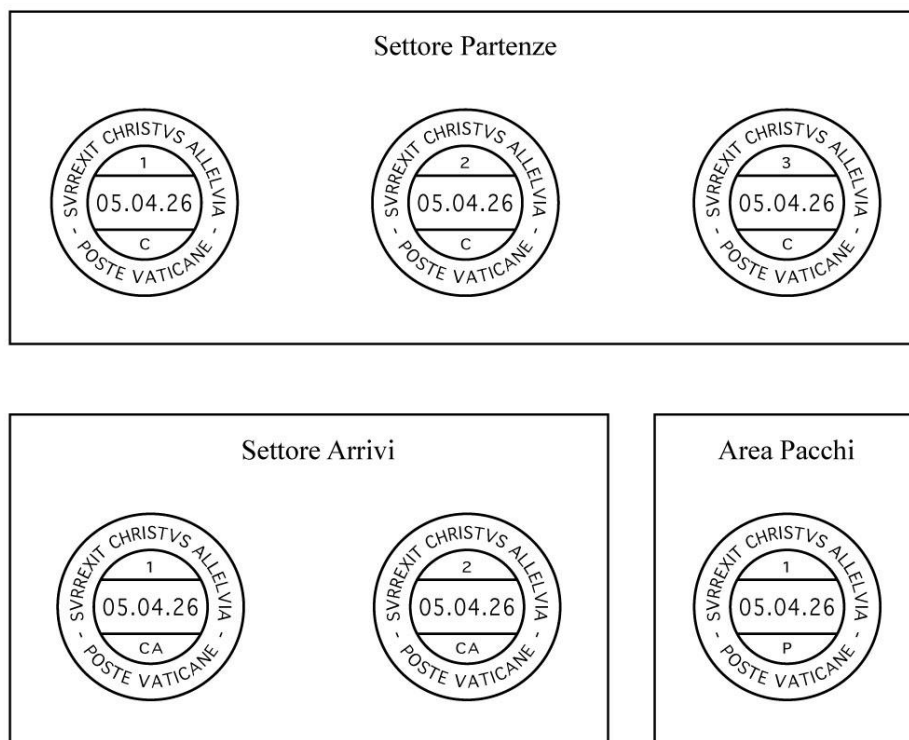 Settore Partenze
SVRREXIT CHRISTVS ALLELVIA
1
05.04.26
C
- POSTE VATICANE -
SVRREXIT CHRISTVS ALLELVIA
2
05.04.26
C
- POSTE VATICANE -
SVRREXIT CHRISTVS ALLELVIA
3
05.04.26
C
- POSTE VATICANE -
Settore Arrivi
SVRREXIT CHRISTVS ALLELVIA
1
05.04.26
CA
- POSTE VATICANE -
SVRREXIT CHRISTVS ALLELVIA
2
05.04.26
CA
- POSTE VATICANE -
Area Pacchi
SVRREXIT CHRISTVS ALLELVIA
1
05.04.26
P
- POSTE VATICANE -